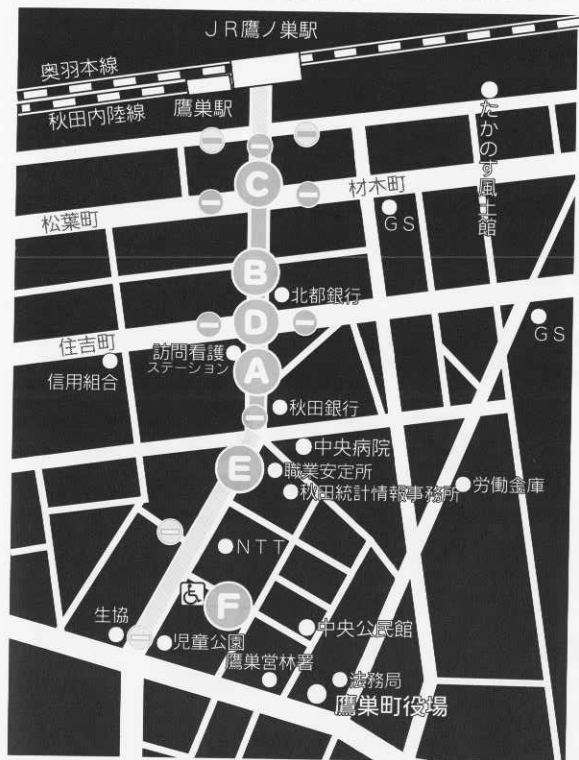 JR鷹ノ巣駅
奥羽本線
秋田内陸線
鷹巣駅
たかのす風土館
C
材木町
松葉町
GS
B
北都銀行
D
GS
住吉町
訪問看護
ステーション
信用組合
A
秋田銀行
中央病院
E
職業安定所
秋田統計情報事務所
労働金庫
NTT
F
生協
児童公園
中央公民館
鷹巣営林署
法務局
鷹巣町役場